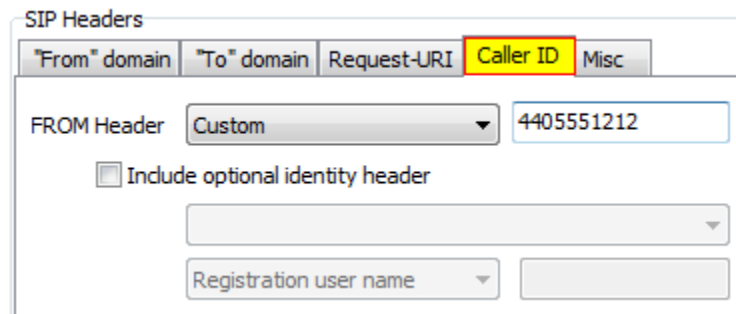 SIP Headers
"From" domain "To" domain Request-URI Caller ID Misc
FROM Header Custom 4405551212
Include optional identity header
Registration user name